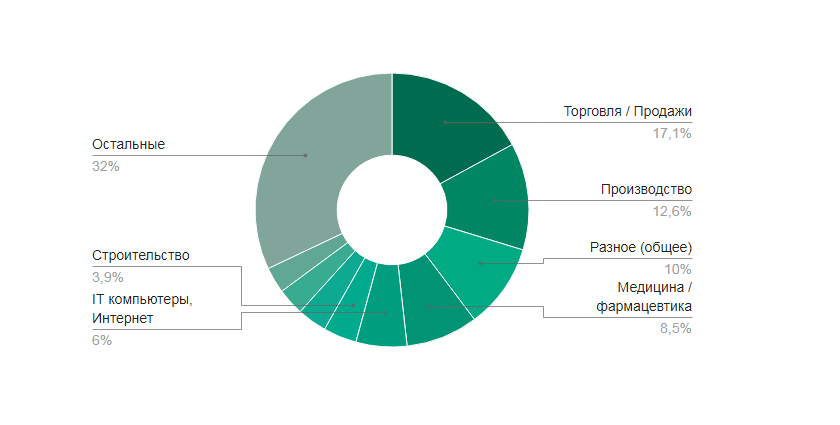 Торговля / Продажи
17,1%
Производство
12,6%
Разное (общее)
10%
Медицина /
фармацевтика
8,5%
Остальные
32%
Строительство
3,9%
IT компьютеры,
Интернет
6%